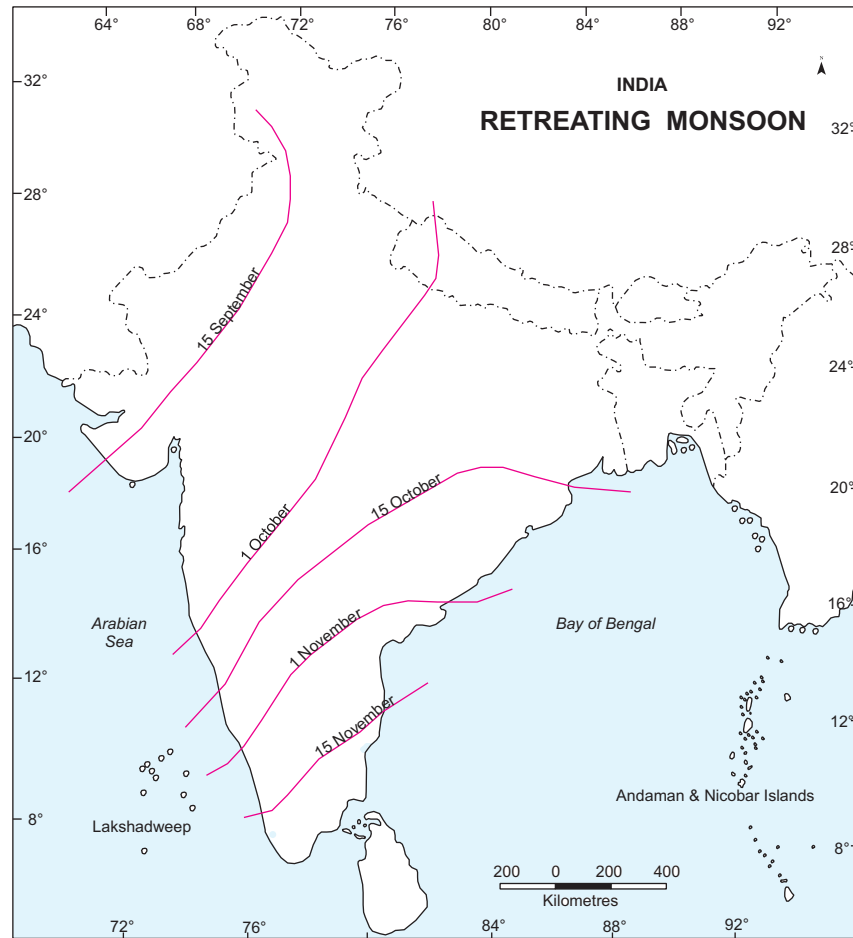 64° 68° 72° 76° 80° 84° 88° 92°
N
INDIA
RETREATING MONSOON
32°
32°
28°
28°
24°
24°
20°
20°
16°
16°
12°
12°
8°
8°
15 September
1 October
15 October
1 November
15 November
Arabian
Sea
Bay of Bengal
Lakshadweep
Andaman & Nicobar Islands
200 0 200 400
Kilometres
72° 76° 84° 88° 92°